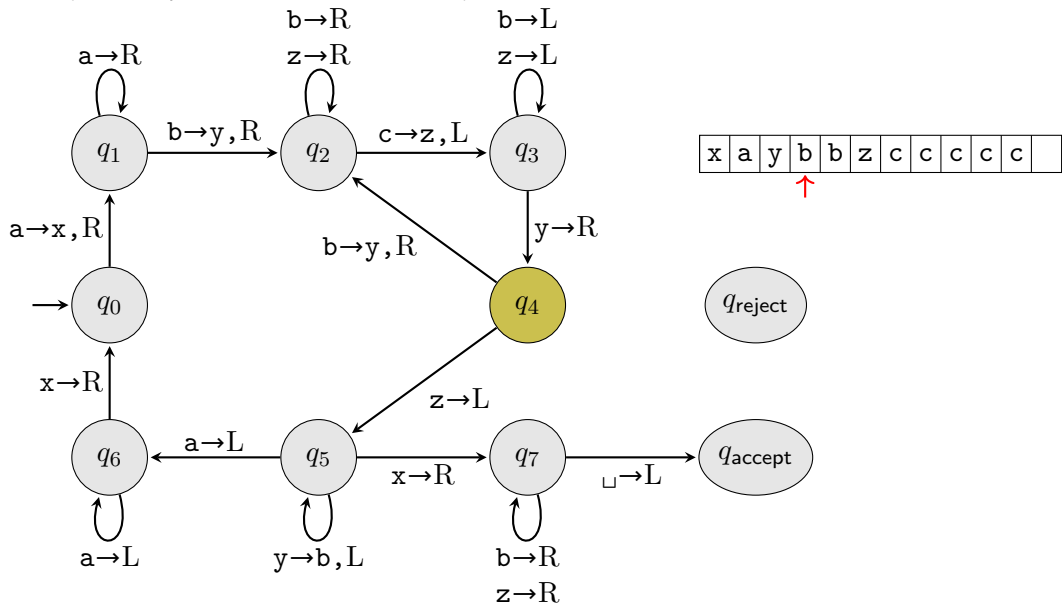 b→R
b→L
a→R
z→R
z→L
q1
b→y,R
q2
c→z,L
q3
x a y b b z c c c c c
↑
a→x,R
b→y,R
y→R
q0
q4
qreject
x→R
z→L
q6
a→L
q5
x→R
q7
␣→L
qaccept
a→L
y→b,L
b→R
z→R